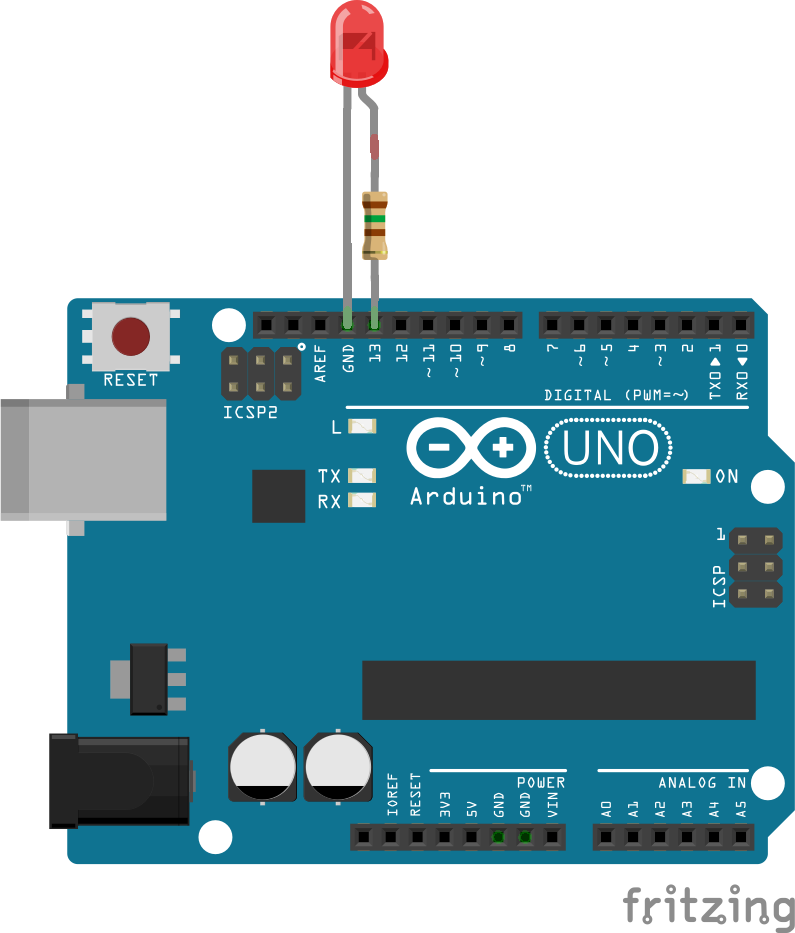 AREF
GND
13
12
~11
~10
~9
8
7
~6
~5
4
~3
2
TX0▶1
RX0◀0
RESET
ICSP2
DIGITAL (PWM=~)
L
TX
RX
UNO
ON
Arduino™
1
ICSP
IOREF
RESET
3V3
5V
GND
GND
VIN
POWER
ANALOG IN
A0
A1
A2
A3
A4
A5
fritzing